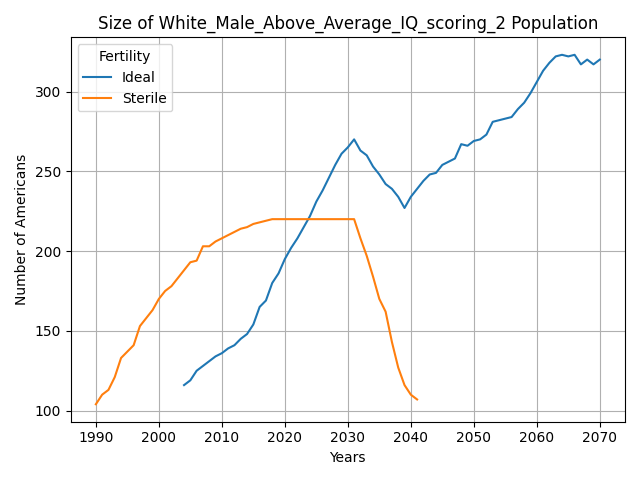 Size of White_Male_Above_Average_IQ_scoring_2 Population
Fertility
Ideal
Sterile
Number of Americans
300
250
200
150
100
1990 2000 2010 2020 2030 2040 2050 2060 2070
Years